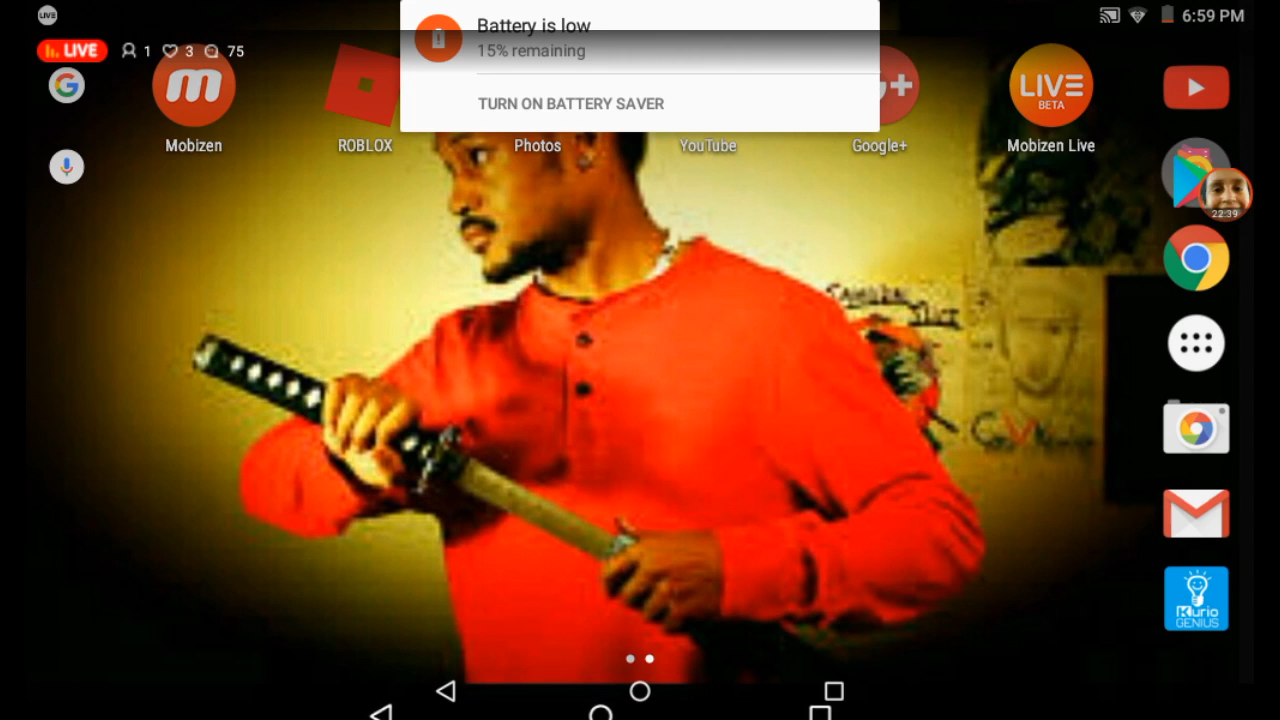 LIVE
Battery is low
6:59 PM
LIVE 1 3 75
15% remaining
TURN ON BATTERY SAVER
G
m
G+
LIVE
BETA
Mobizen
ROBLOX
Photos
YouTube
Google+
Mobizen Live
22:39
Kurio
GENIUS